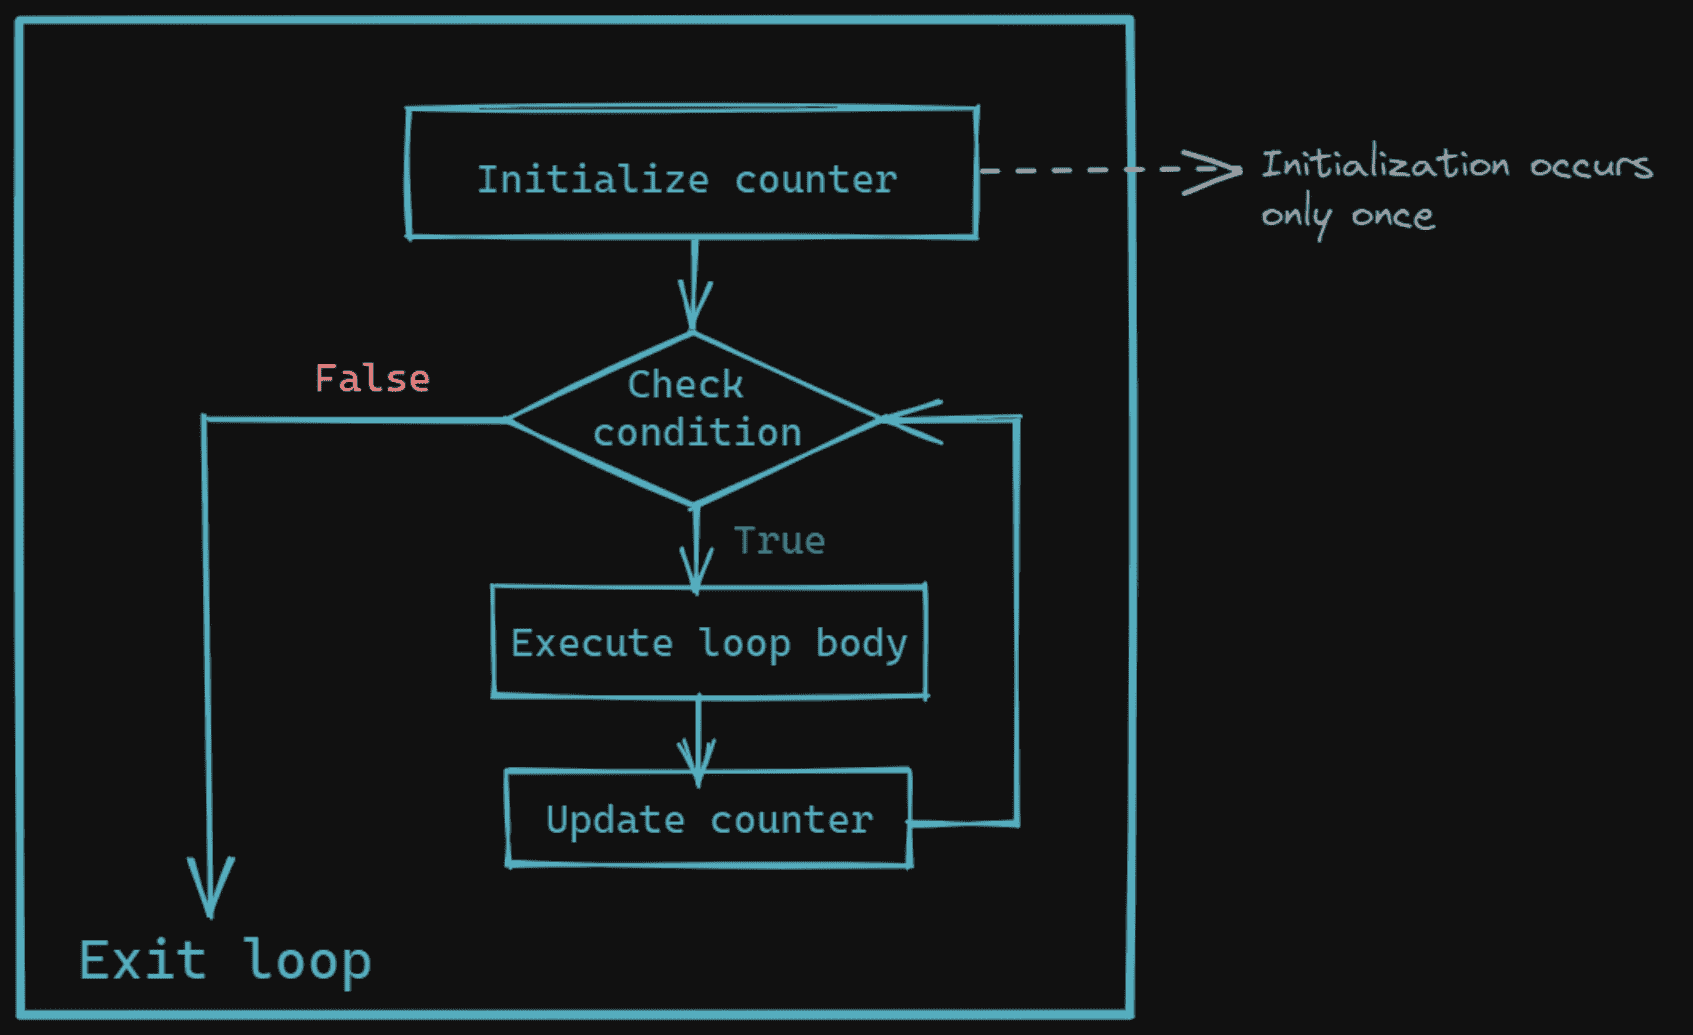 Initialize counter
Initialization occurs
only once
False
Check
condition
True
Execute loop body
Update counter
Exit loop